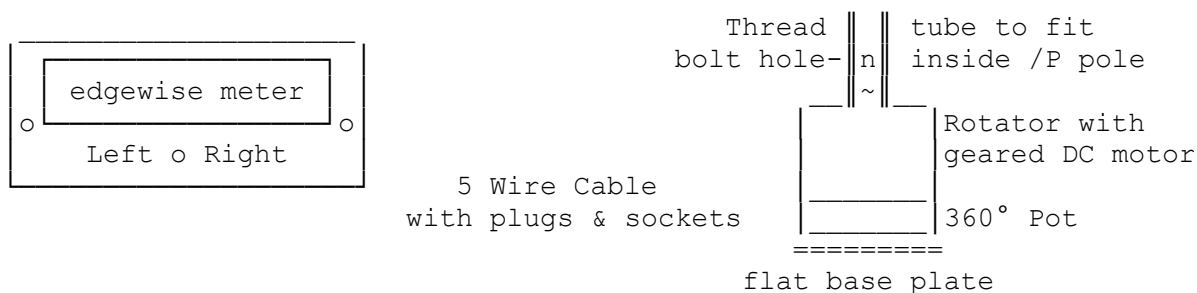 Thread tube to fit
bolt hole- n inside /P pole
edgewise meter
~
o o Rotator with
Left o Right geared DC motor
5 Wire Cable
with plugs & sockets 360° Pot
=========
flat base plate